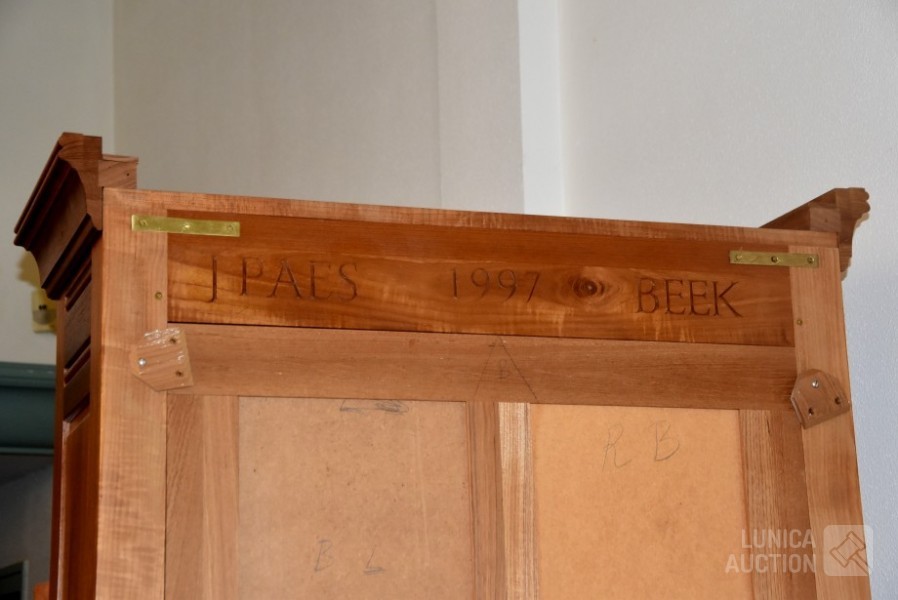 J PAES 1997 BEEK
R B
B L
LUNICA
AUCTION